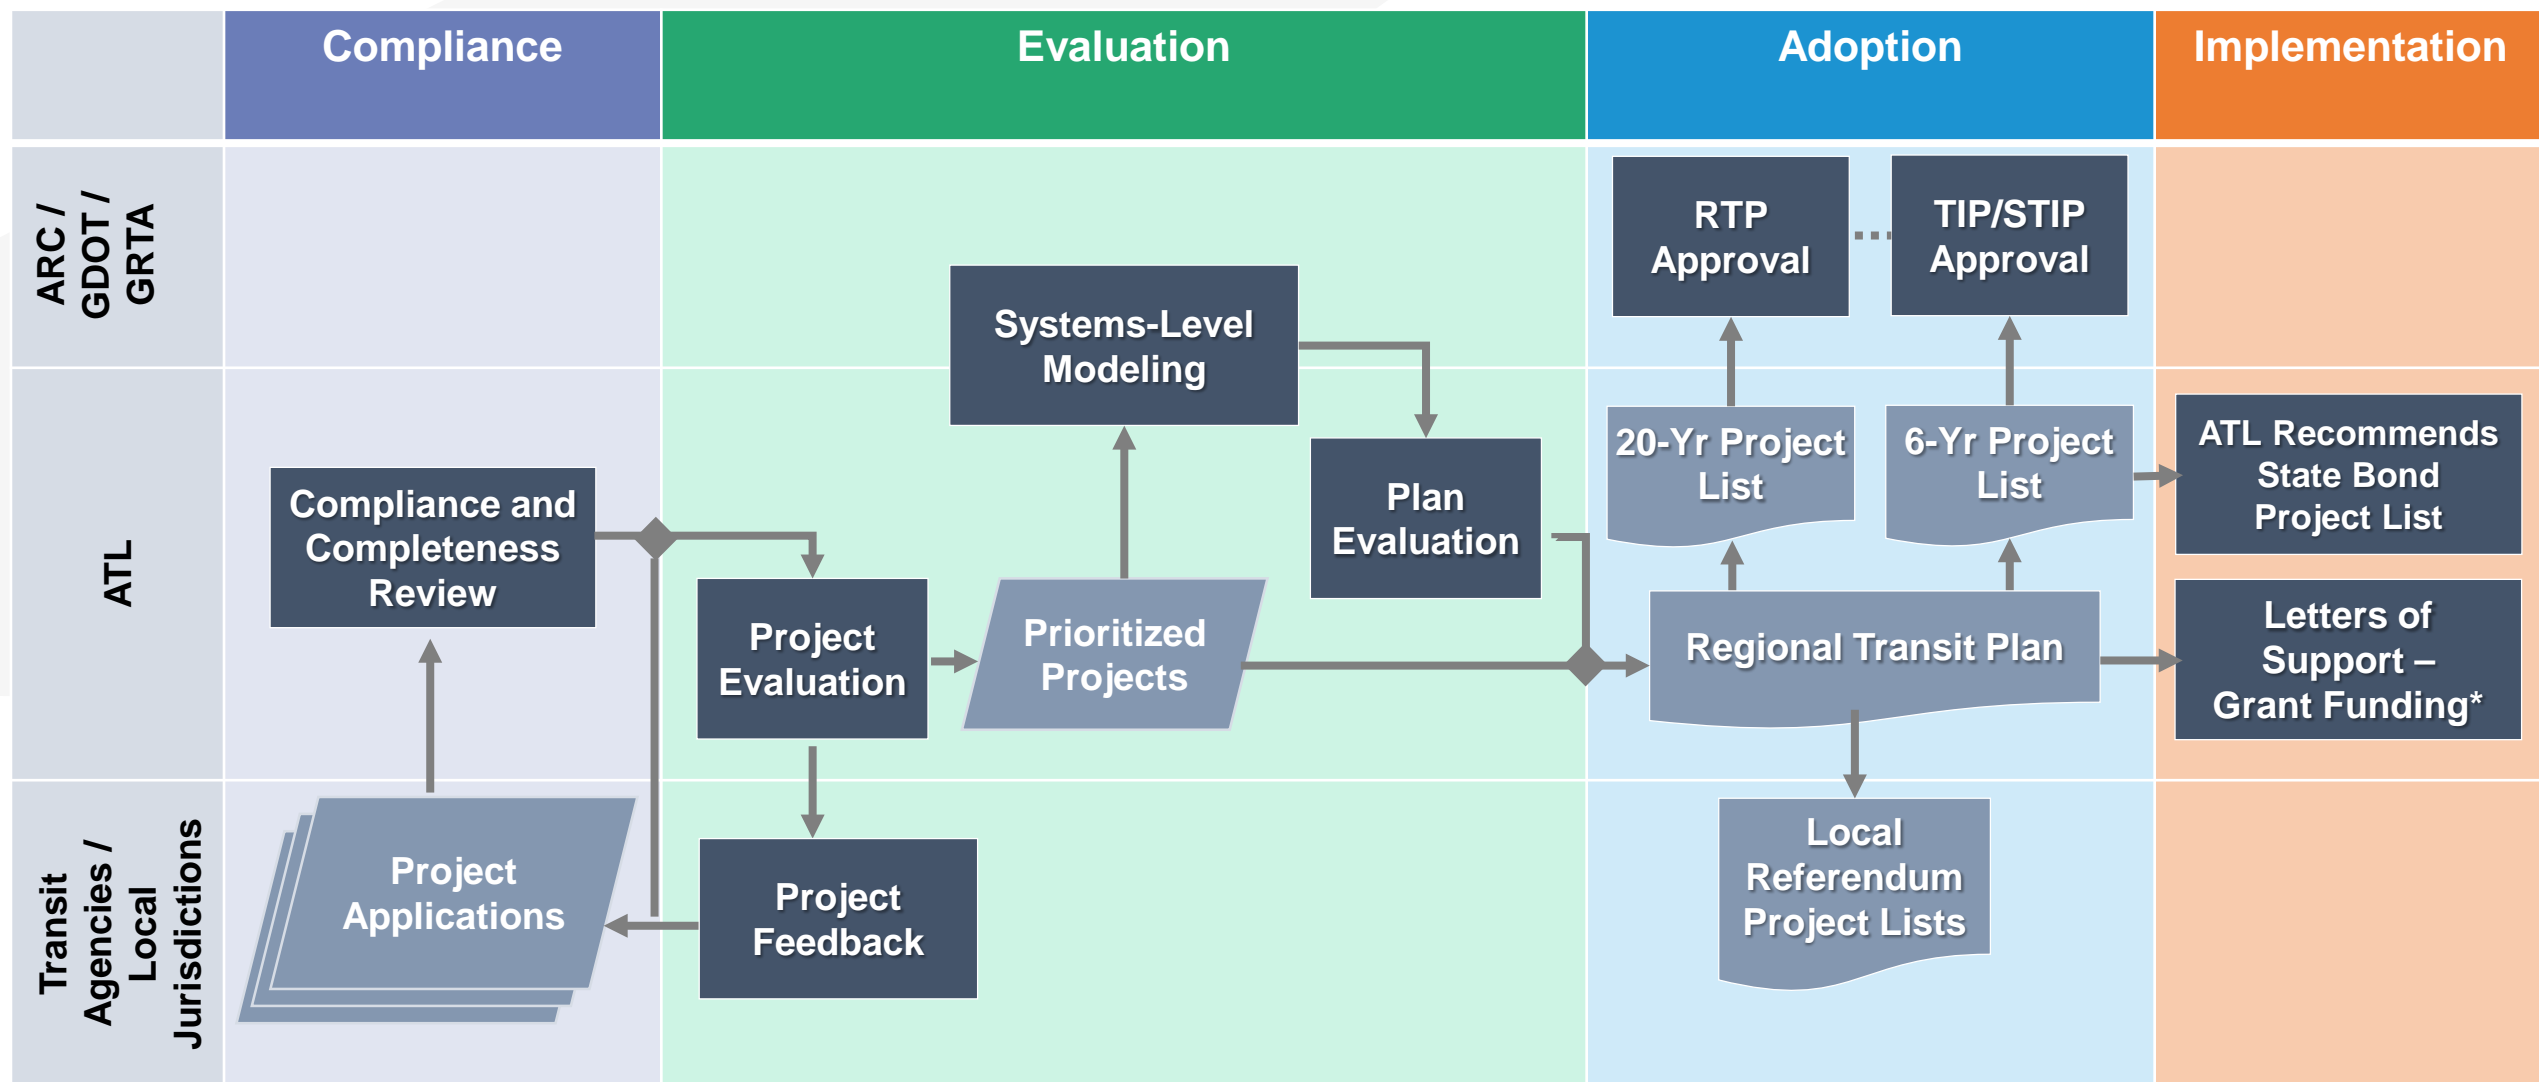 Compliance
Evaluation
Adoption
Implementation
ARC /
GDOT /
GRTA
RTP
Approval
TIP/STIP
Approval
Systems-Level
Modeling
ATL
Compliance and
Completeness
Review
Project
Evaluation
Prioritized
Projects
Plan
Evaluation
20-Yr Project
List
6-Yr Project
List
Regional Transit Plan
ATL Recommends
State Bond
Project List
Letters of
Support –
Grant Funding*
Transit
Agencies /
Local
Jurisdictions
Project
Applications
Project
Feedback
Local
Referendum
Project Lists